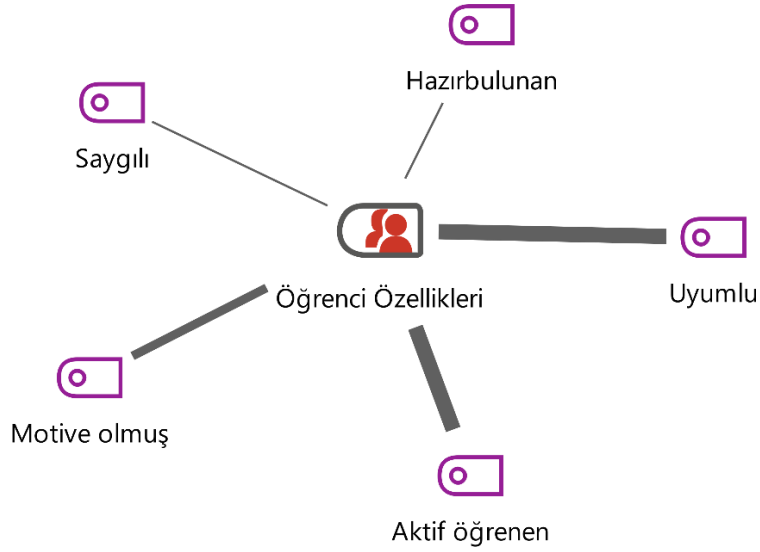 Hazırbulunan
Saygılı
Öğrenci Özellikleri
Uyumlu
Motive olmuş
Aktif öğrenen